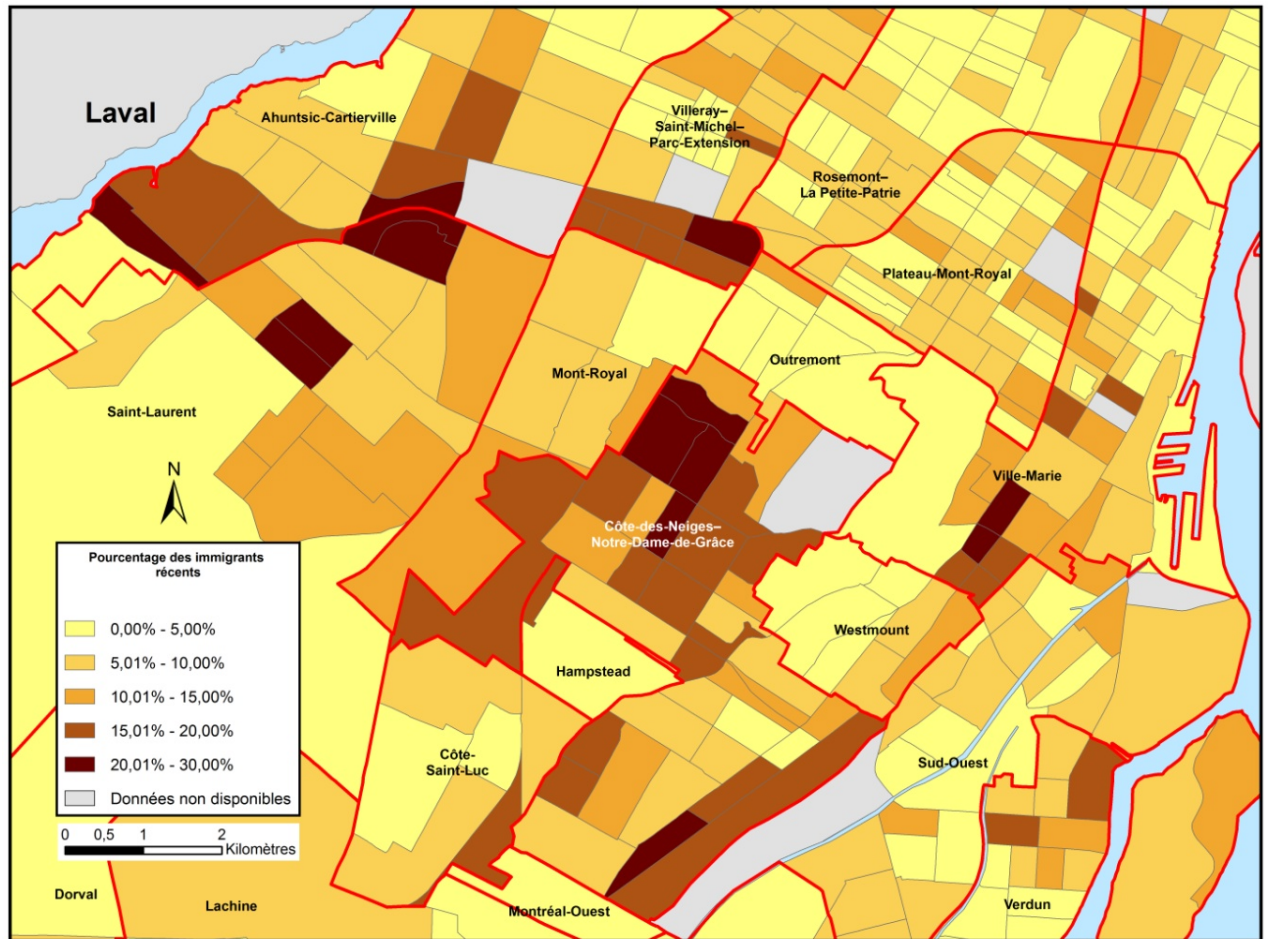 Laval
Ahuntsic-Cartierville
Villeray–
Saint-Michel–
Parc-Extension
Rosemont–
La Petite-Patrie
Plateau-Mont-Royal
Outremont
Mont-Royal
Saint-Laurent
N
Ville-Marie
Côte-des-Neiges–
Notre-Dame-de-Grâce
Westmount
Hampstead
Côte-
Saint-Luc
Sud-Ouest
Dorval
Lachine
Montréal-Ouest
Verdun
Pourcentage des immigrants
récents
0,00% - 5,00%
5,01% - 10,00%
10,01% - 15,00%
15,01% - 20,00%
20,01% - 30,00%
Données non disponibles
0 0,5 1 2
Kilomètres